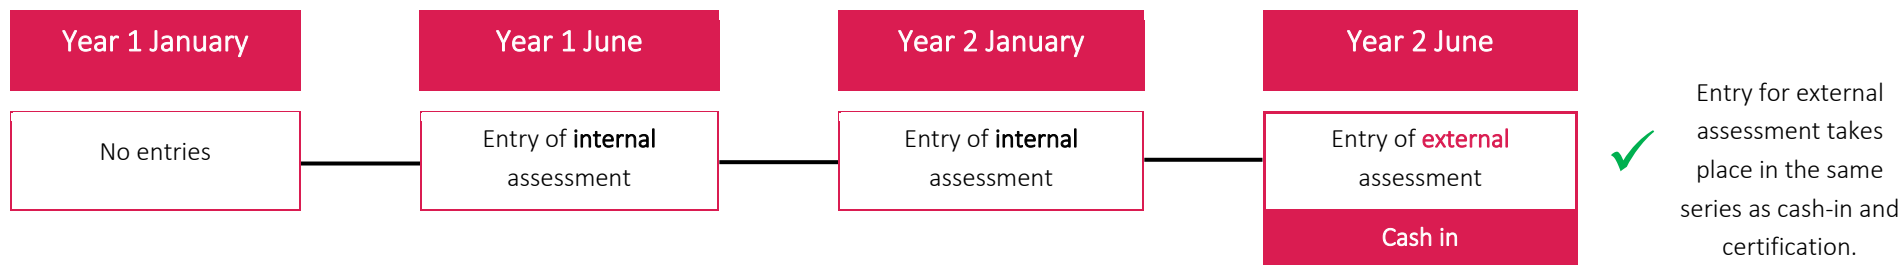 Year 1 January
Year 1 June
Year 2 January
Year 2 June
No entries
Entry of internal
assessment
Entry of internal
assessment
Entry of external
assessment
Cash in
Entry for external
assessment takes
place in the same
series as cash-in and
certification.